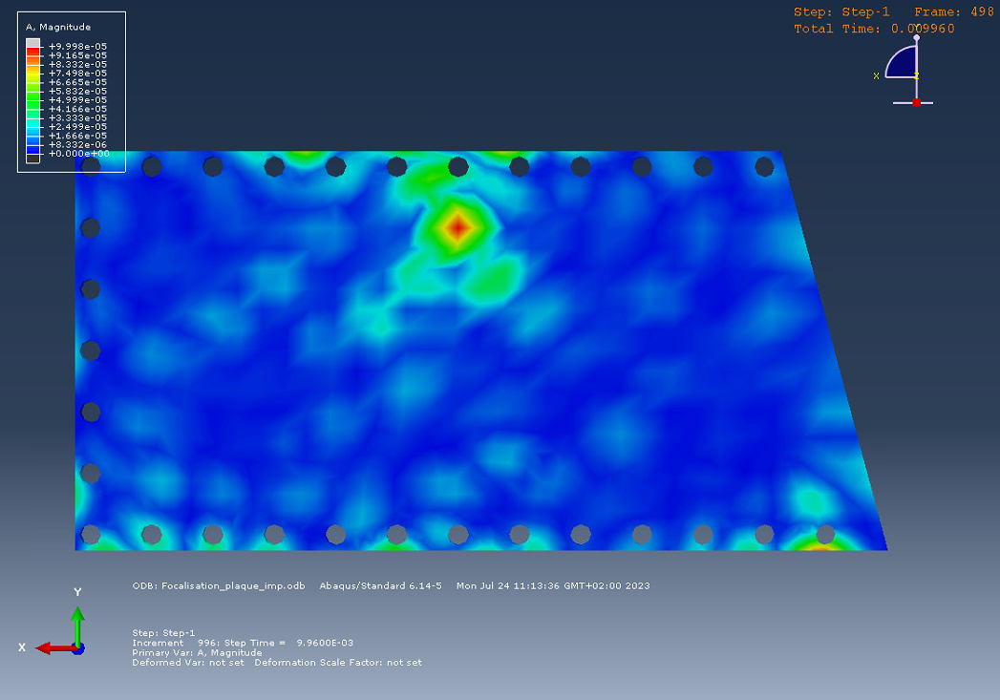 Step: Step-1   Frame: 498
Total Time: 0.009960
A, Magnitude
+9.998e-05
+9.165e-05
+8.332e-05
+7.498e-05
+6.665e-05
+5.832e-05
+4.999e-05
+4.166e-05
+3.333e-05
+2.499e-05
+1.666e-05
+8.332e-06
+0.000e+00
Y
X
Z
ODB: Focalisation_plaque_imp.odb   Abaqus/Standard 6.14-5   Mon Jul 24 11:13:36 GMT+02:00 2023
Y
X
Step: Step-1
Increment   996: Step Time =   9.9600E-03
Primary Var: A, Magnitude
Deformed Var: not set   Deformation Scale Factor: not set